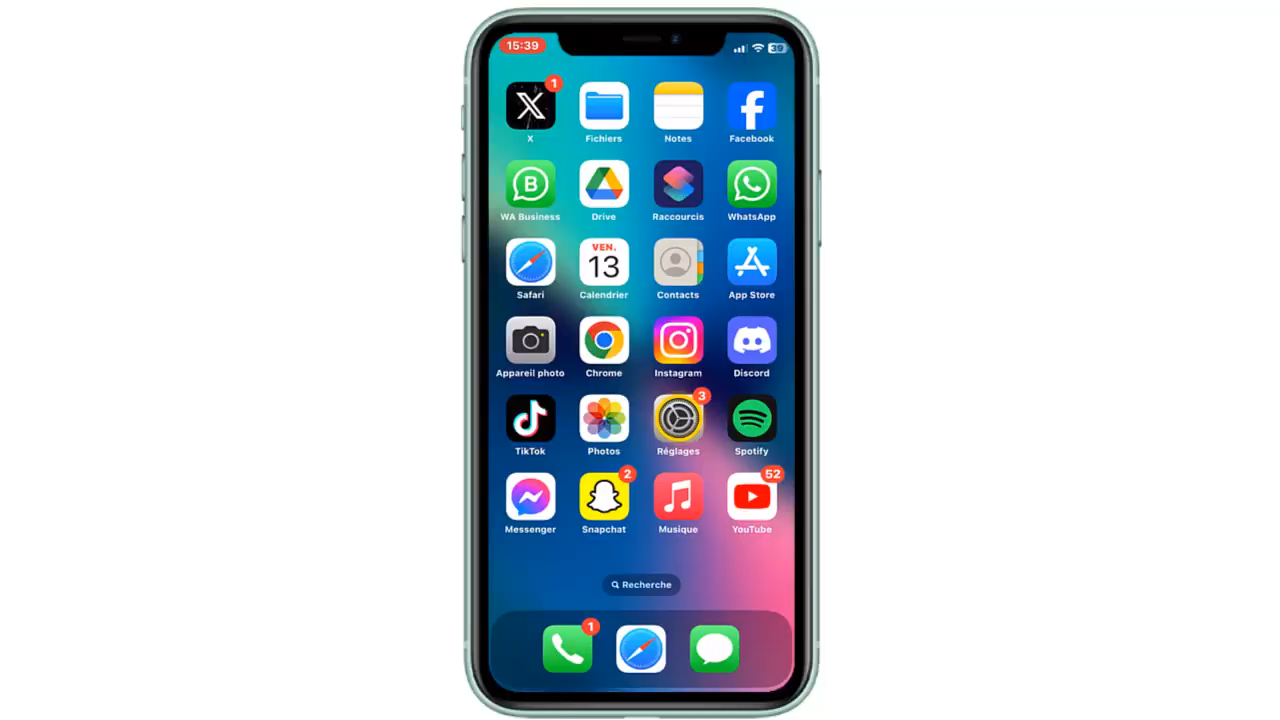 15:39
39
1
X
Fichiers
Notes
Facebook
B
WA Business
Drive
Raccourcis
WhatsApp
VEN.
13
Safari
Calendrier
Contacts
App Store
Appareil photo
Chrome
Instagram
Discord
3
TikTok
Photos
Réglages
Spotify
2
52
Messenger
Snapchat
Musique
YouTube
Recherche
1